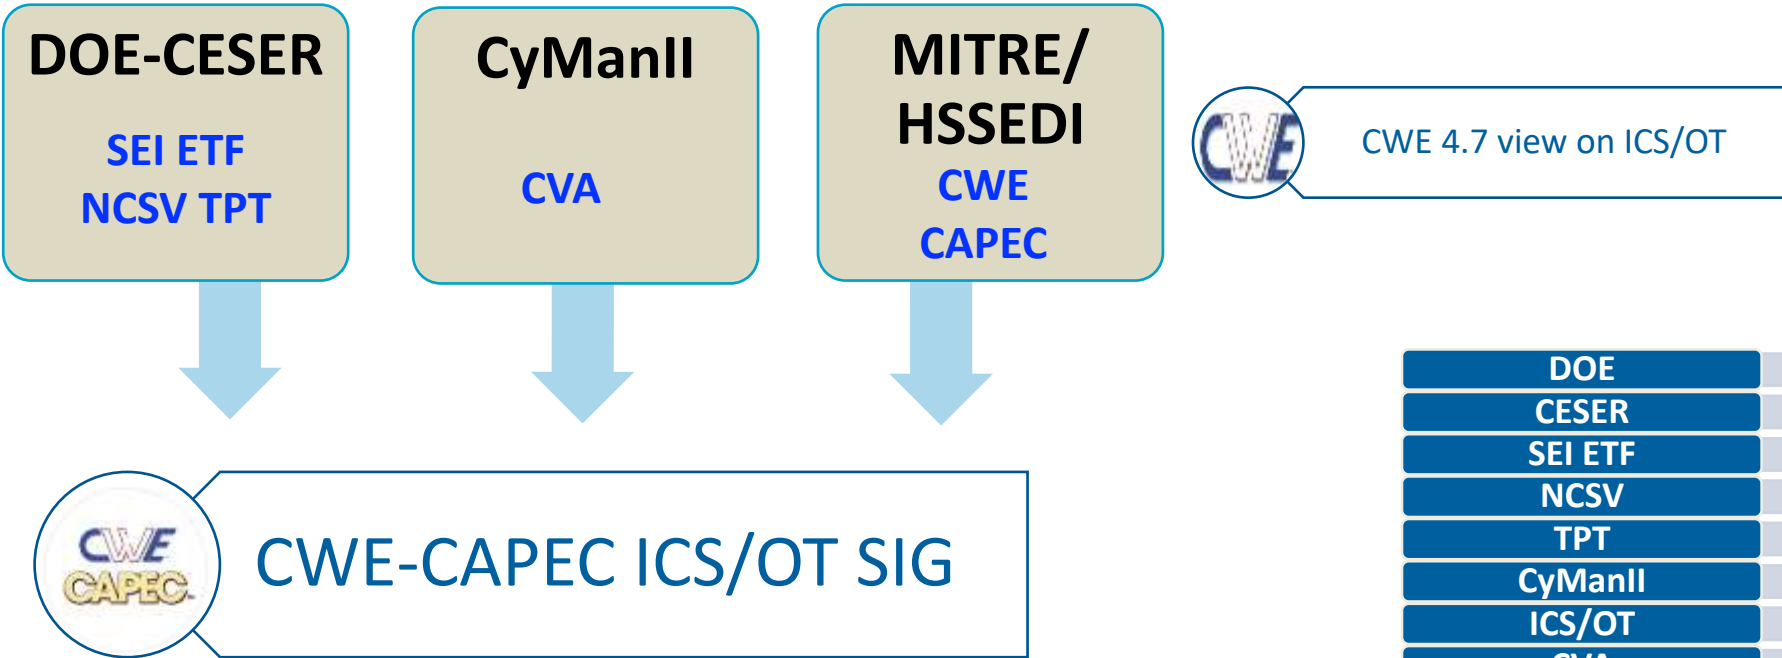 DOE-CESER
SEI ETF
NCSV TPT
CyManII
CVA
MITRE/
HSSEDI
CWE
CAPEC
CWE
CWE 4.7 view on ICS/OT
CWE
CAPEC
CWE-CAPEC ICS/OT SIG
DOE
CESER
SEI ETF
NCSV
TPT
CyManII
ICS/OT
CVA